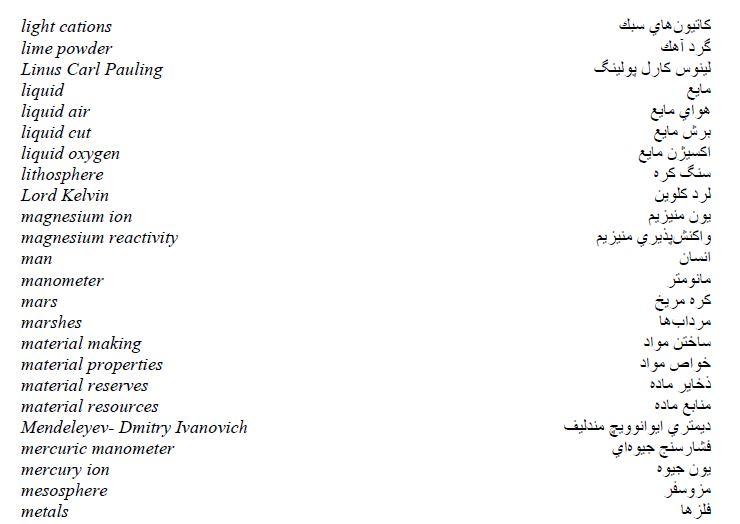 light cations كاتيون‌هاي سبك
lime powder گرد آهك
Linus Carl Pauling لينوس كارل پولينگ
liquid مايع
liquid air هواي مايع
liquid cut برش مايع
liquid oxygen اكسيژن مايع
lithosphere سنگ كره
Lord Kelvin لرد كلوين
magnesium ion يون منيزيم
magnesium reactivity واكنش‌پذيري منيزيم
man انسان
manometer مانومتر
mars كره مريخ
marshes مرداب‌ها
material making ساختن مواد
material properties خواص مواد
material reserves ذخاير ماده
material resources منابع ماده
Mendeleyev- Dmitry Ivanovich ديمتري ايوانوويچ مندليف
mercuric manometer فشارسنج جيوه‌اي
mercury ion يون جيوه
mesosphere مزوسفر
metals فلزها